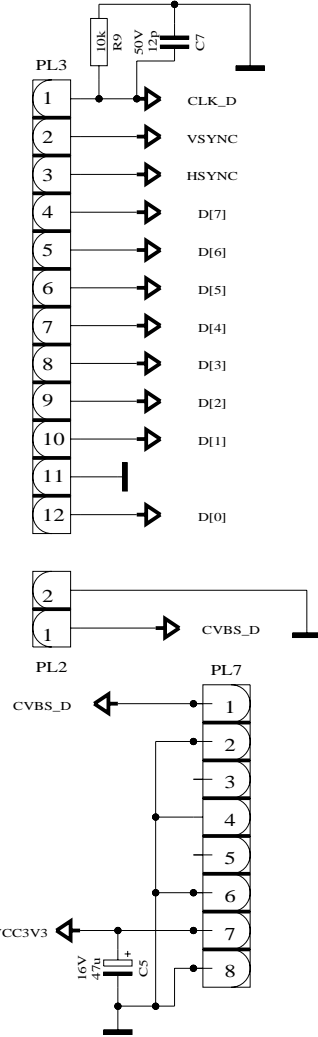 10k
R9
50V
12p
C7
PL3
1
CLK_D
2
VSYNC
3
HSYNC
4
D[7]
5
D[6]
6
D[5]
7
D[4]
8
D[3]
9
D[2]
10
D[1]
11
12
D[0]
2
1
CVBS_D
PL2
PL7
CVBS_D
1
2
3
4
5
6
VCC3V3
7
16V
47u
+
C5
8